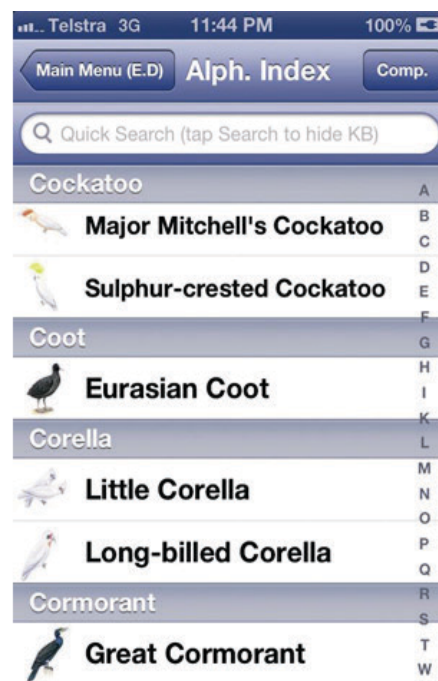 Telstra 3G 11:44 PM 100%
Main Menu (E.D) Alph. Index Comp.
Quick Search (tap Search to hide KB)
Cockatoo
A
Major Mitchell's Cockatoo
B
C
D
Sulphur-crested Cockatoo
E
F
Coot
G
H
Eurasian Coot
I
K
Corella
L
M
Little Corella
N
O
P
Long-billed Corella
Q
Cormorant
R
S
Great Cormorant
T
W